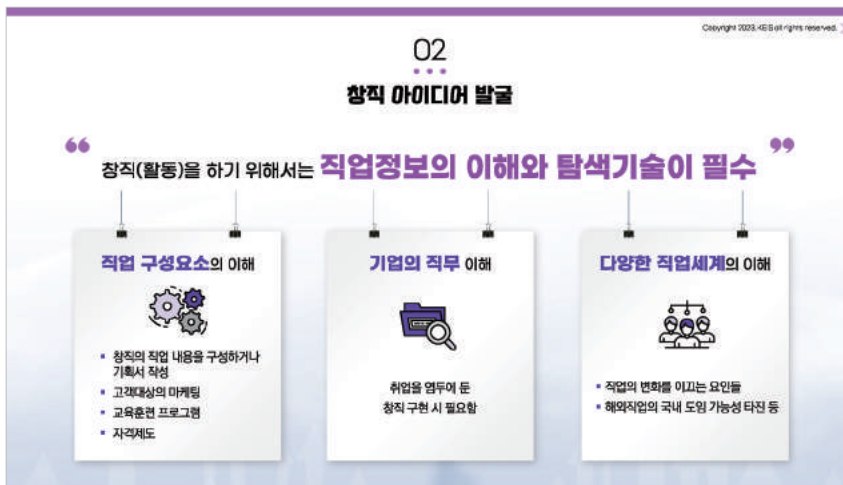 Copyright 2023. KEIS all rights reserved.
02
창직 아이디어 발굴
“ 창직(활동)을 하기 위해서는 직업정보의 이해와 탐색기술이 필수 ”
직업 구성요소의 이해
▪ 창직의 직업 내용을 구성하거나
기획서 작성
▪ 고객대상의 마케팅
▪ 교육훈련 프로그램
▪ 자격제도
기업의 직무 이해
취업을 염두에 둔
창직 구현 시 필요함
다양한 직업세계의 이해
▪ 직업의 변화를 이끄는 요인들
▪ 해외직업의 국내 도입 가능성 타진 등